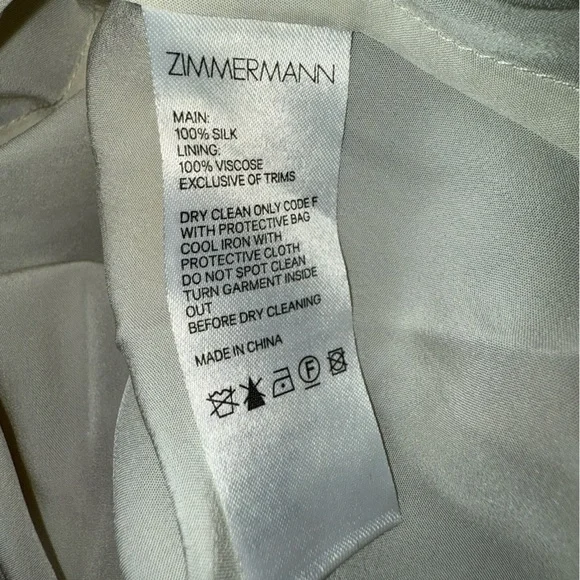 ZIMMERMANN
MAIN:
100% SILK
LINING:
100% VISCOSE
EXCLUSIVE OF TRIMS
DRY CLEAN ONLY CODE F
WITH PROTECTIVE BAG
COOL IRON WITH
PROTECTIVE CLOTH
DO NOT SPOT CLEAN
TURN GARMENT INSIDE
OUT
BEFORE DRY CLEANING
MADE IN CHINA
F